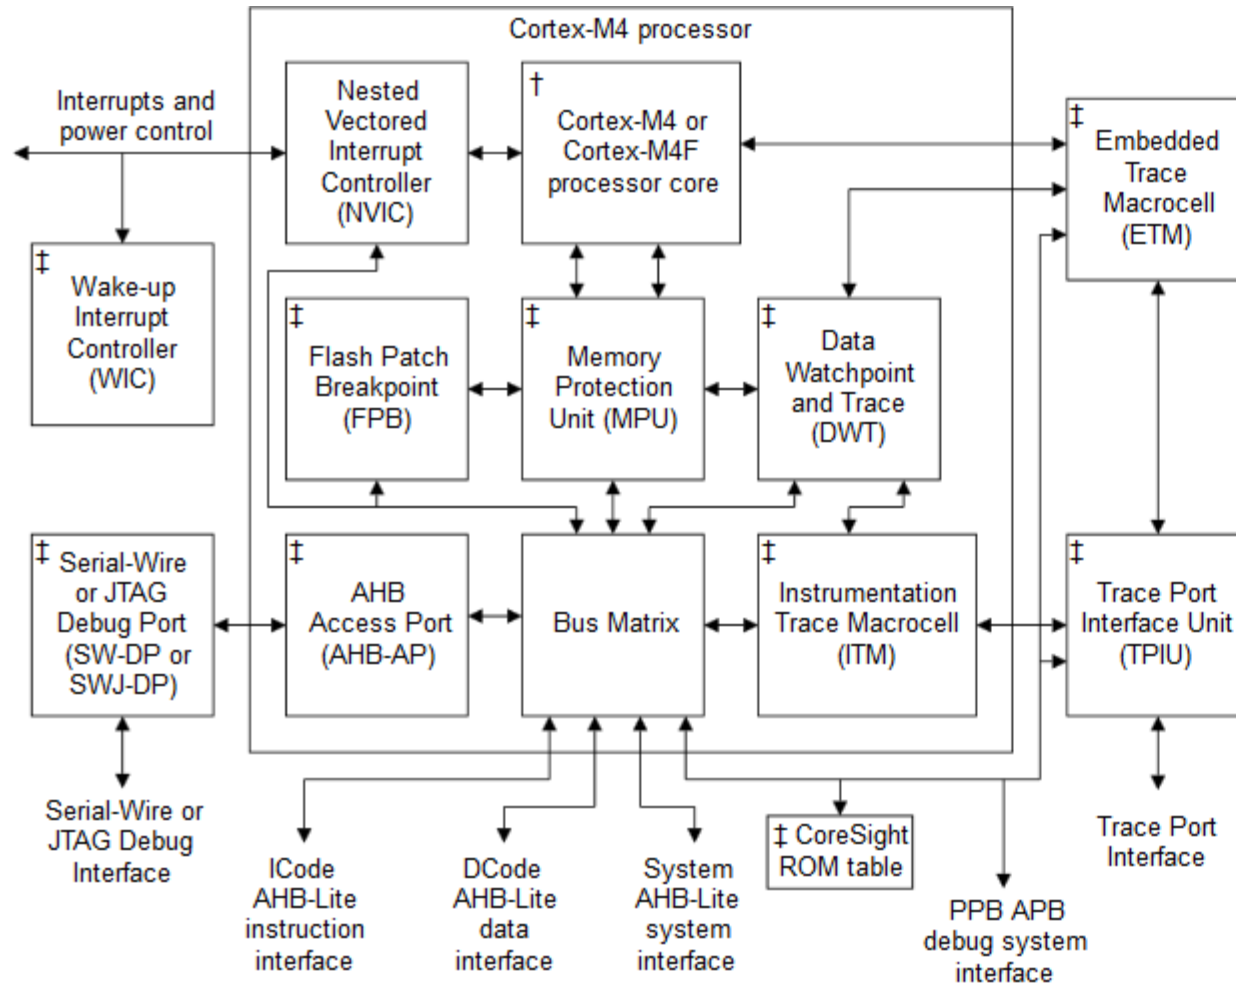 Cortex-M4 processor
Interrupts and
power control
Nested
Vectored
Interrupt
Controller
(NVIC)
†
Cortex-M4 or
Cortex-M4F
processor core
‡
Embedded
Trace
Macrocell
(ETM)
‡
Wake-up
Interrupt
Controller
(WIC)
‡
Flash Patch
Breakpoint
(FPB)
‡
Memory
Protection
Unit (MPU)
‡
Data
Watchpoint
and Trace
(DWT)
‡
Serial-Wire
or JTAG
Debug Port
(SW-DP or
SWJ-DP)
‡
AHB
Access Port
(AHB-AP)
Bus Matrix
‡
Instrumentation
Trace Macrocell
(ITM)
‡
Trace Port
Interface Unit
(TPIU)
Serial-Wire or
JTAG Debug
Interface
ICode
AHB-Lite
instruction
interface
DCode
AHB-Lite
data
interface
System
AHB-Lite
system
interface
‡ CoreSight
ROM table
PPB APB
debug system
interface
Trace Port
Interface